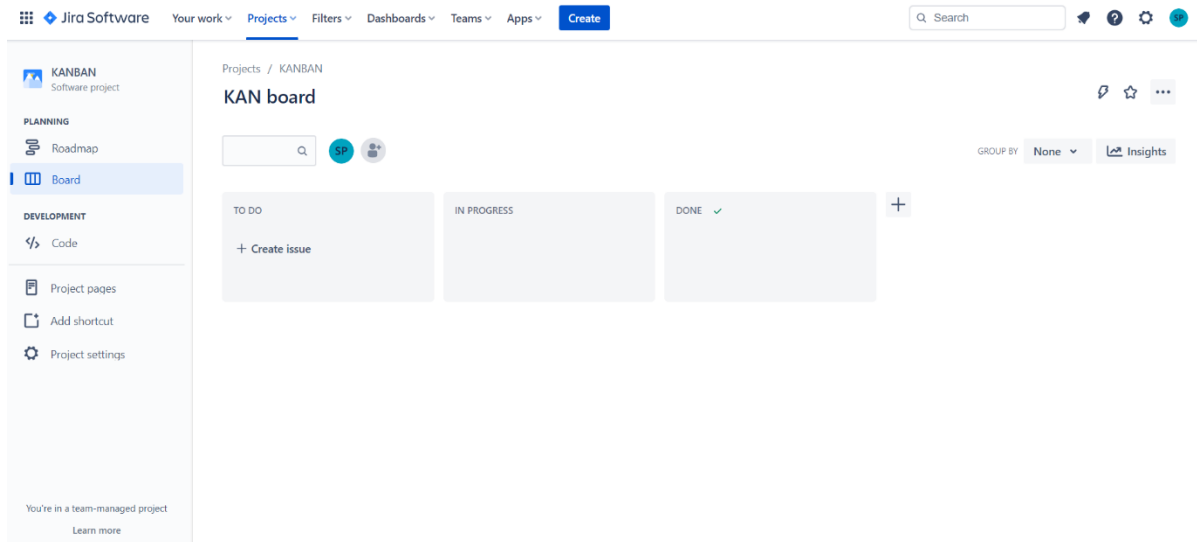 Jira Software Your work Projects Filters Dashboards Teams Apps Create Search SP
KANBAN
Software project
PLANNING
Roadmap
Board
DEVELOPMENT
Code
Project pages
Add shortcut
Project settings
You're in a team-managed project
Learn more
Projects / KANBAN
KAN board
SP GROUP BY None Insights
TO DO IN PROGRESS DONE
+ Create issue